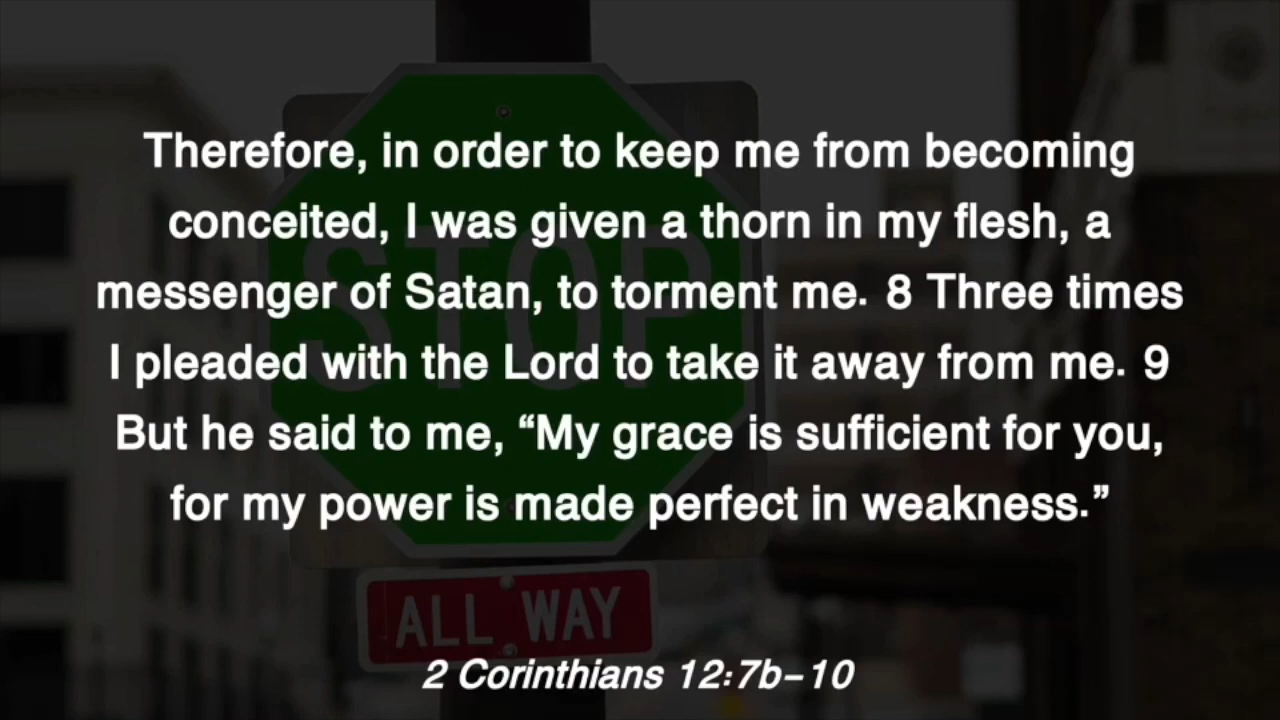 Therefore, in order to keep me from becoming
conceited, I was given a thorn in my flesh, a
messenger of Satan, to torment me. 8 Three times
I pleaded with the Lord to take it away from me. 9
But he said to me, “My grace is sufficient for you,
for my power is made perfect in weakness.”
STOP
ALL WAY
2 Corinthians 12:7b–10